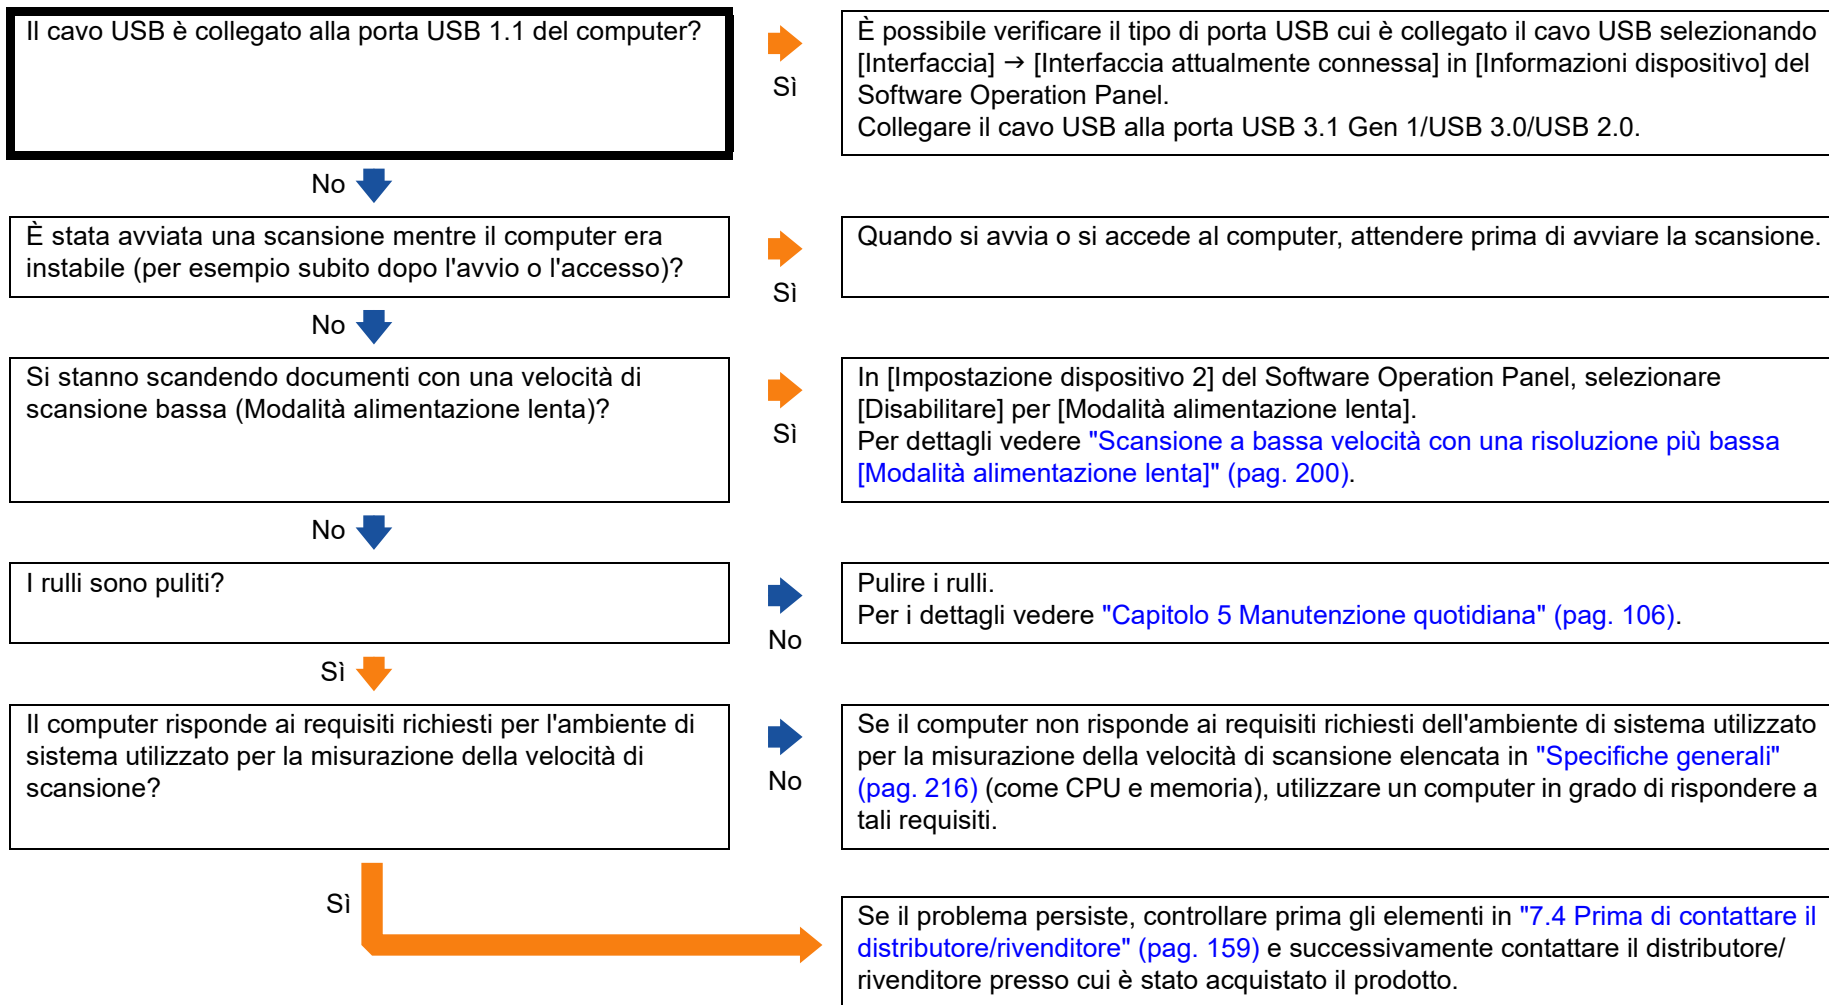 Il cavo USB è collegato alla porta USB 1.1 del computer?
Sì
È possibile verificare il tipo di porta USB cui è collegato il cavo USB selezionando
[Interfaccia] → [Interfaccia attualmente connessa] in [Informazioni dispositivo] del
Software Operation Panel.
Collegare il cavo USB alla porta USB 3.1 Gen 1/USB 3.0/USB 2.0.
No
È stata avviata una scansione mentre il computer era
instabile (per esempio subito dopo l'avvio o l'accesso)?
Sì
Quando si avvia o si accede al computer, attendere prima di avviare la scansione.
No
Si stanno scandendo documenti con una velocità di
scansione bassa (Modalità alimentazione lenta)?
Sì
In [Impostazione dispositivo 2] del Software Operation Panel, selezionare
[Disabilitare] per [Modalità alimentazione lenta].
Per dettagli vedere "Scansione a bassa velocità con una risoluzione più bassa
[Modalità alimentazione lenta]" (pag. 200).
No
I rulli sono puliti?
No
Pulire i rulli.
Per i dettagli vedere "Capitolo 5 Manutenzione quotidiana" (pag. 106).
Sì
Il computer risponde ai requisiti richiesti per l'ambiente di
sistema utilizzato per la misurazione della velocità di
scansione?
No
Se il computer non risponde ai requisiti richiesti dell'ambiente di sistema utilizzato
per la misurazione della velocità di scansione elencata in "Specifiche generali"
(pag. 216) (come CPU e memoria), utilizzare un computer in grado di rispondere a
tali requisiti.
Sì
Se il problema persiste, controllare prima gli elementi in "7.4 Prima di contattare il
distributore/rivenditore" (pag. 159) e successivamente contattare il distributore/
rivenditore presso cui è stato acquistato il prodotto.